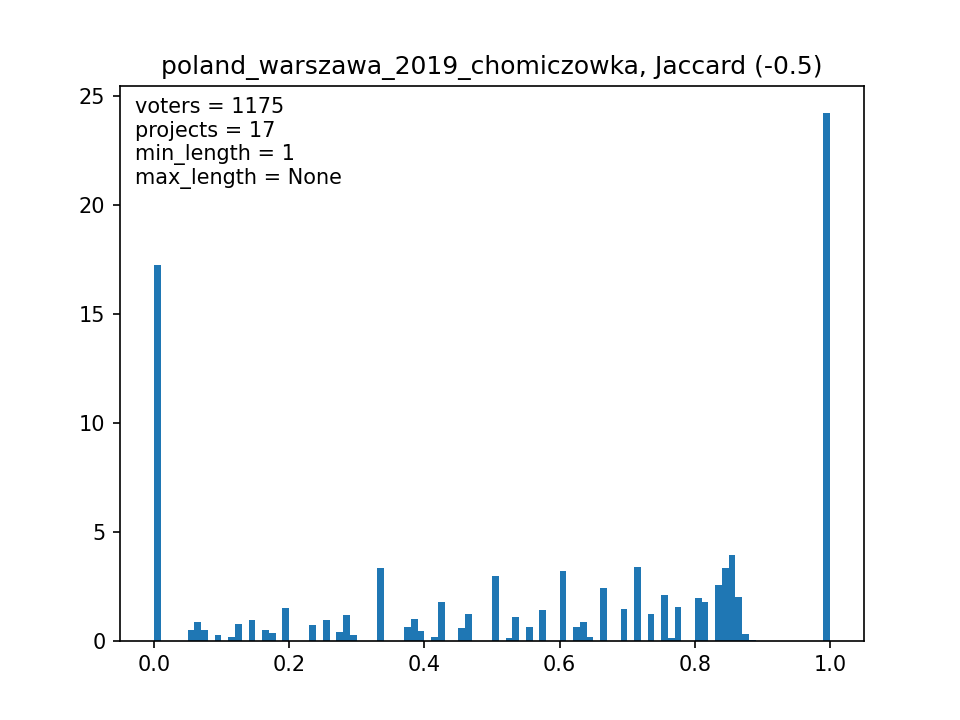 poland_warszawa_2019_chomiczowka, Jaccard (-0.5)
25
voters = 1175
projects = 17
min_length = 1
max_length = None
20
15
10
5
0
0.0 0.2 0.4 0.6 0.8 1.0